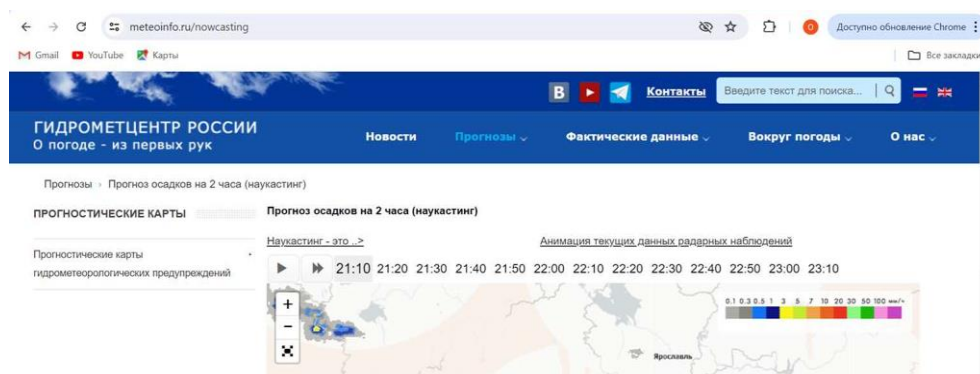 meteoinfo.ru/nowcasting
О
Доступно обновление Chrome
Gmail YouTube Карты
Все закладки
В Контакты Введите текст для поиска...
ГИДРОМЕТЦЕНТР РОССИИ
О погоде - из первых рук
Новости Прогнозы Фактические данные Вокруг погоды О нас
Прогнозы › Прогноз осадков на 2 часа (наукастинг)
ПРОГНОСТИЧЕСКИЕ КАРТЫ
Прогноз осадков на 2 часа (наукастинг)
Наукастинг - это ..>
Анимация текущих данных радарных наблюдений
Прогностические карты
гидрометеорологических предупреждений
21:10 21:20 21:30 21:40 21:50 22:00 22:10 22:20 22:30 22:40 22:50 23:00 23:10
+
−
0.1 0.3 0.5 1 3 5 7 10 20 30 50 100 мм/ч
Ярославль